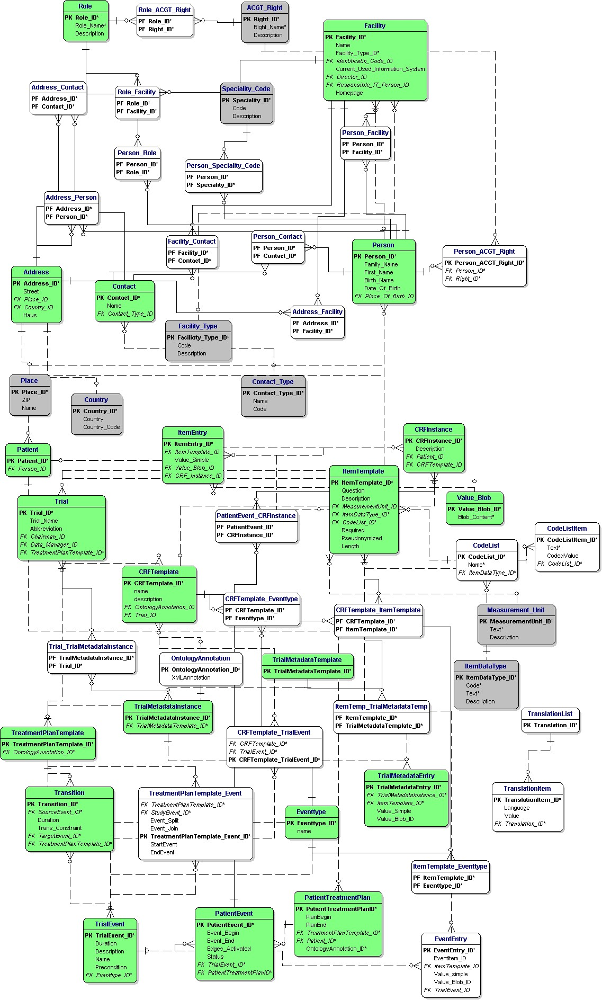 Role
PK Role_ID*
Role_Name*
Description
Role_ACGT_Right
PF Role_ID*
PF Right_ID*
ACGT_Right
PK Right_ID*
Right_Name*
Description
Facility
PK Facility_ID*
Name
Facility_Type_ID*
FK Identificatin_Code_ID
Current_Used_Information_System
FK Director_ID
FK Responsible_IT_Person_ID
Homepage
Address_Contact
PF Address_ID*
PF Contact_ID*
Role_Facility
PF Role_ID*
PF Facility_ID*
Speciality_Code
PK Speciality_ID*
Code
Description
Person_Facility
PF Person_ID*
PF Facility_ID*
Person_Role
PF Person_ID*
PF Role_ID*
Person_Speciality_Code
PF Person_ID*
PF Speciality_ID*
Address_Person
PF Address_ID*
PF Person_ID*
Facility_Contact
PF Facility_ID*
PF Contact_ID*
Person_Contact
PF Person_ID*
PF Contact_ID*
Person
PK Person_ID*
Family_Name
First_Name
Birth_Name
Date_Of_Birth
FK Place_Of_Birth_ID
Person_ACGT_Right
PK Person_ACGT_Right_ID*
FK Person_ID*
FK Right_ID*
Address
PK Address_ID*
Street
FK Place_ID
FK Country_ID
Haus
Contact
PK Contact_ID*
Name
FK Contact_Type_ID
Address_Facility
PF Address_ID*
PF Facility_ID*
Facility_Type
PK Facilioty_Type_ID*
Code
Description
Place
PK Place_ID*
ZIP
Name
Country
PK Country_ID*
Country
Country_Code
Contact_Type
PK Contact_Type_ID*
Name
Code
Patient
PK Patient_ID*
FK Person_ID
ItemEntry
PK ItemEntry_ID*
FK ItemTemplate_ID
Value_Simple
FK Value_Blob_ID
FK CRF_Instance_ID
CRFInstance
PK CRFInstance_ID*
Description
FK Patient_ID
FK CRFTemplate_ID
ItemTemplate
PK ItemTemplate_ID*
Question
Description
FK MeasurementUnit_ID
FK ItemDataType_ID*
FK CodeList_ID*
Required
Pseudonymized
Length
Value_Blob
PK Value_Blob_ID*
Blob_Content*
Trial
PK Trial_ID*
Trial_Name
Abbreviation
FK Chairman_ID
FK Data_Manager_ID
FK TreatmentPlanTemplate_ID*
PatientEvent_CRFInstance
PF PatientEvent_ID*
PF CRFInstance_ID*
CodeListItem
PK CodeListItem_ID*
Text*
CodedValue
FK CodeList_ID*
CodeList
PK CodeList_ID*
Name*
FK ItemDataType_ID*
CRFTemplate
PK CRFTemplate_ID*
name
description
FK OntologyAnnotation_ID
FK Trial_ID
CRFTemplate_Eventtype
PF CRFTemplate_ID*
PF Eventtype_ID*
CRFTemplate_ItemTemplate
PF CRFTemplate_ID*
PF ItemTemplate_ID*
Measurement_Unit
PK MeasurementUnit_ID*
Text*
Description
Trial_TrialMetadataInstance
PF TrialMetadataInstance_ID*
PF Trial_ID*
OntologyAnnotation
PK OntologyAnnotation_ID*
XMLAnnotation
TrialMetadataTemplate
PK TrialMetadataTemplate_ID*
ItemDataType
PK ItemDataType_ID*
Code*
Text*
Description
TrialMetadataInstance
PK TrialMetadataInstance_ID*
FK TrialMetadataTemplate_ID*
ItemTemp_TrialMetadataTemp
PF ItemTemplate_ID*
PF TrialMetadataTemplate_ID*
TranslationList
PK Translation_ID*
TreatmentPlanTemplate
PK TreatmentPlanTemplate_ID*
FK OntologyAnnotation_ID*
CRFTemplate_TrialEvent
FK CRFTemplate_ID*
FK TrialEvent_ID*
PK CRFTemplate_TrialEvent_ID*
TrialMetadataEntry
PK TrialMetadataEntry_ID*
FK TrialMetadataInstance_ID*
FK ItemTemplate_ID*
Value_Simple
Value_Blob_ID
TranslationItem
PK TranslationItem_ID*
Language
Value
FK Translation_ID*
Transition
PK Transition_ID*
FK SourceEvent_ID*
Duration
Trans_Constraint
FK TargetEvent_ID*
FK TreatmentPlanTemplate_ID*
TreatmentPlanTemplate_Event
FK TreatmentPlanTemplate_ID*
FK StudyEvent_ID*
Event_Split
Event_Join
PK TreatmentPlanTemplate_Event_ID*
StartEvent
EndEvent
Eventtype
PK Eventtype_ID*
name
ItemTemplate_Eventtype
PF ItemTemplate_ID*
PF Eventtype_ID*
TrialEvent
PK TrialEvent_ID*
Duration
Description
Name
Precondition
FK Eventtype_ID*
PatientEvent
PK PatientEvent_ID*
Event_Begin
Event_End
Edges_Activated
Status
FK TrialEvent_ID*
FK PatientTreatmentPlanID*
PatientTreatmentPlan
PK PatientTreatmentPlanID*
PlanBegin
PlanEnd
FK TreatmentPlanTemplate_ID*
FK Patient_ID*
OntologyAnnotation_ID*
EventEntry
PK EventEntry_ID*
EventItem_ID
FK ItemTemplate_ID
Value_simple
Value_Blob_ID
FK TrialEvent_ID